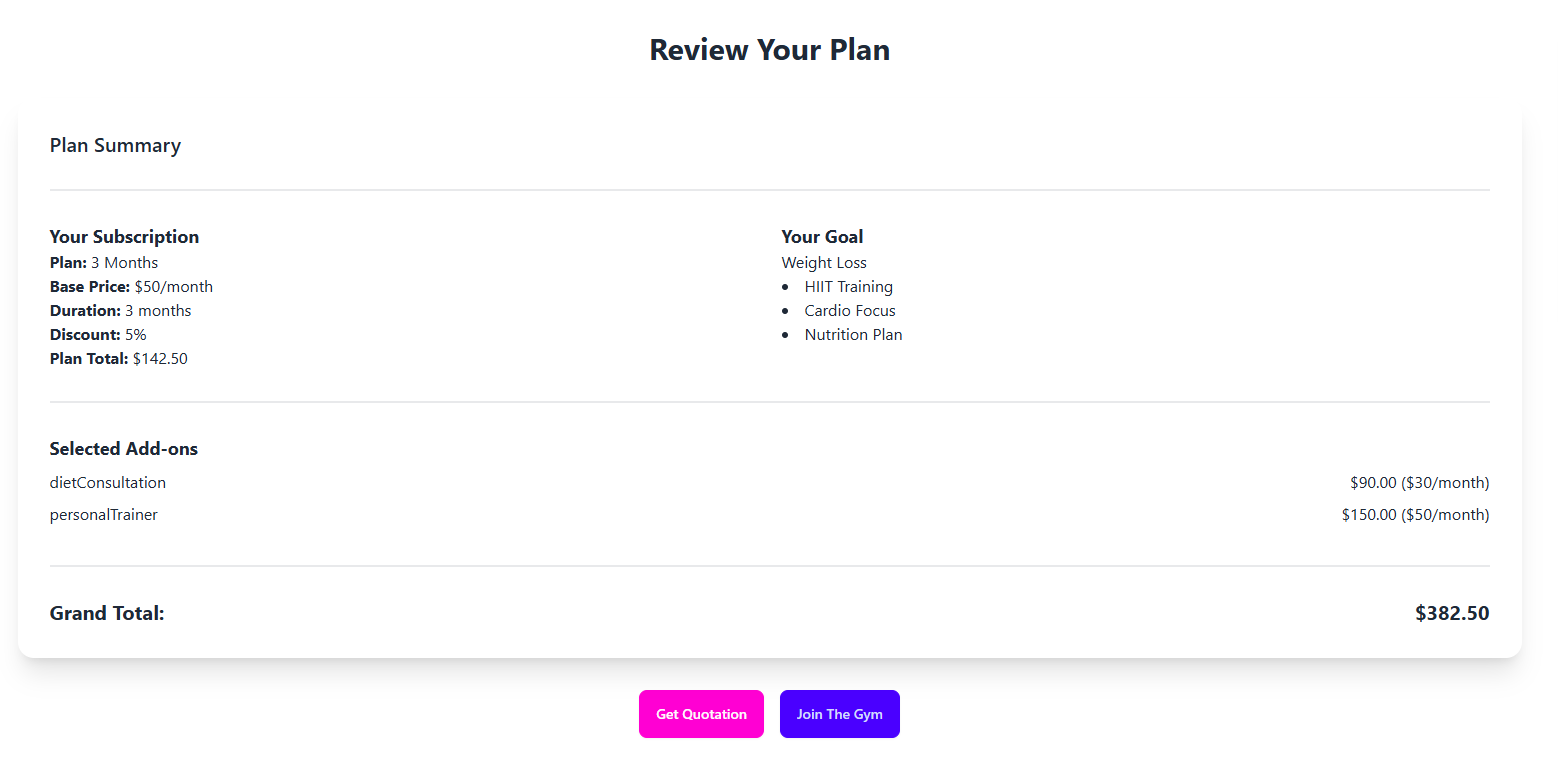 Review Your Plan
Plan Summary
Your Subscription
Plan: 3 Months
Base Price: $50/month
Duration: 3 months
Discount: 5%
Plan Total: $142.50
Your Goal
Weight Loss
• HIIT Training
• Cardio Focus
• Nutrition Plan
Selected Add-ons
dietConsultation $90.00 ($30/month)
personalTrainer $150.00 ($50/month)
Grand Total: $382.50
Get Quotation Join The Gym